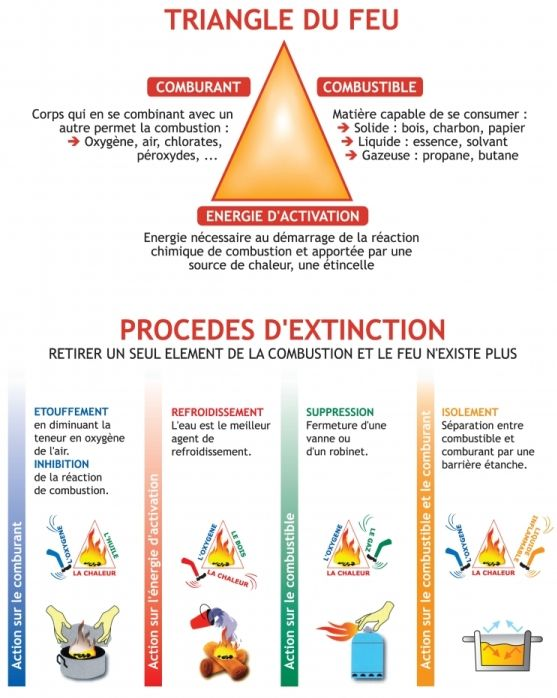 TRIANGLE DU FEU
COMBURANT
Corps qui en se combinant avec un
autre permet la combustion :
➔ Oxygène, air, chlorates,
péroxydes, ...
COMBUSTIBLE
Matière capable de se consumer :
➔ Solide : bois, charbon, papier
➔ Liquide : essence, solvant
➔ Gazeuse : propane, butane
ENERGIE D'ACTIVATION
Energie nécessaire au démarrage de la réaction
chimique de combustion et apportée par une
source de chaleur, une étincelle
PROCEDES D'EXTINCTION
RETIRER UN SEUL ELEMENT DE LA COMBUSTION ET LE FEU N'EXISTE PLUS
Action sur le comburant
ETOUFFEMENT
en diminuant la
teneur en oxygène
de l'air.
INHIBITION
de la réaction
de combustion.
L'OXYGENE
L'HUILE
LA CHALEUR
Action sur l'énergie d'activation
REFROIDISSEMENT
L'eau est le meilleur
agent de
refroidissement.
L'OXYGENE
LE BOIS
LA CHALEUR
Action sur le combustible
SUPPRESSION
Fermeture d'une
vanne ou
d'un robinet.
L'OXYGENE
LE GAZ
LA CHALEUR
Action sur le combustible et le comburant
ISOLEMENT
Séparation entre
combustible et
comburant par une
barrière étanche.
L'OXYGENE
LIQUIDE
INFLAMMABLE
LA CHALEUR